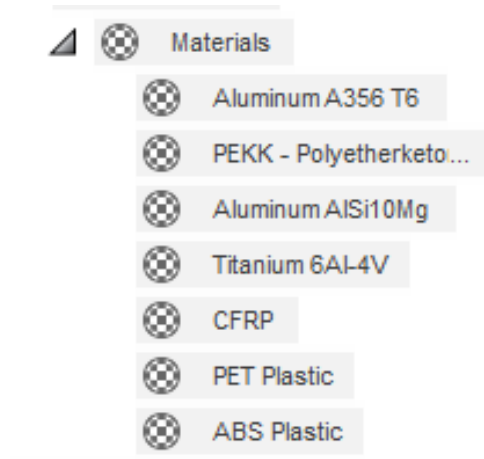 Materials
Aluminum A356 T6
PEKK - Polyetherketo...
Aluminum AlSi10Mg
Titanium 6Al-4V
CFRP
PET Plastic
ABS Plastic